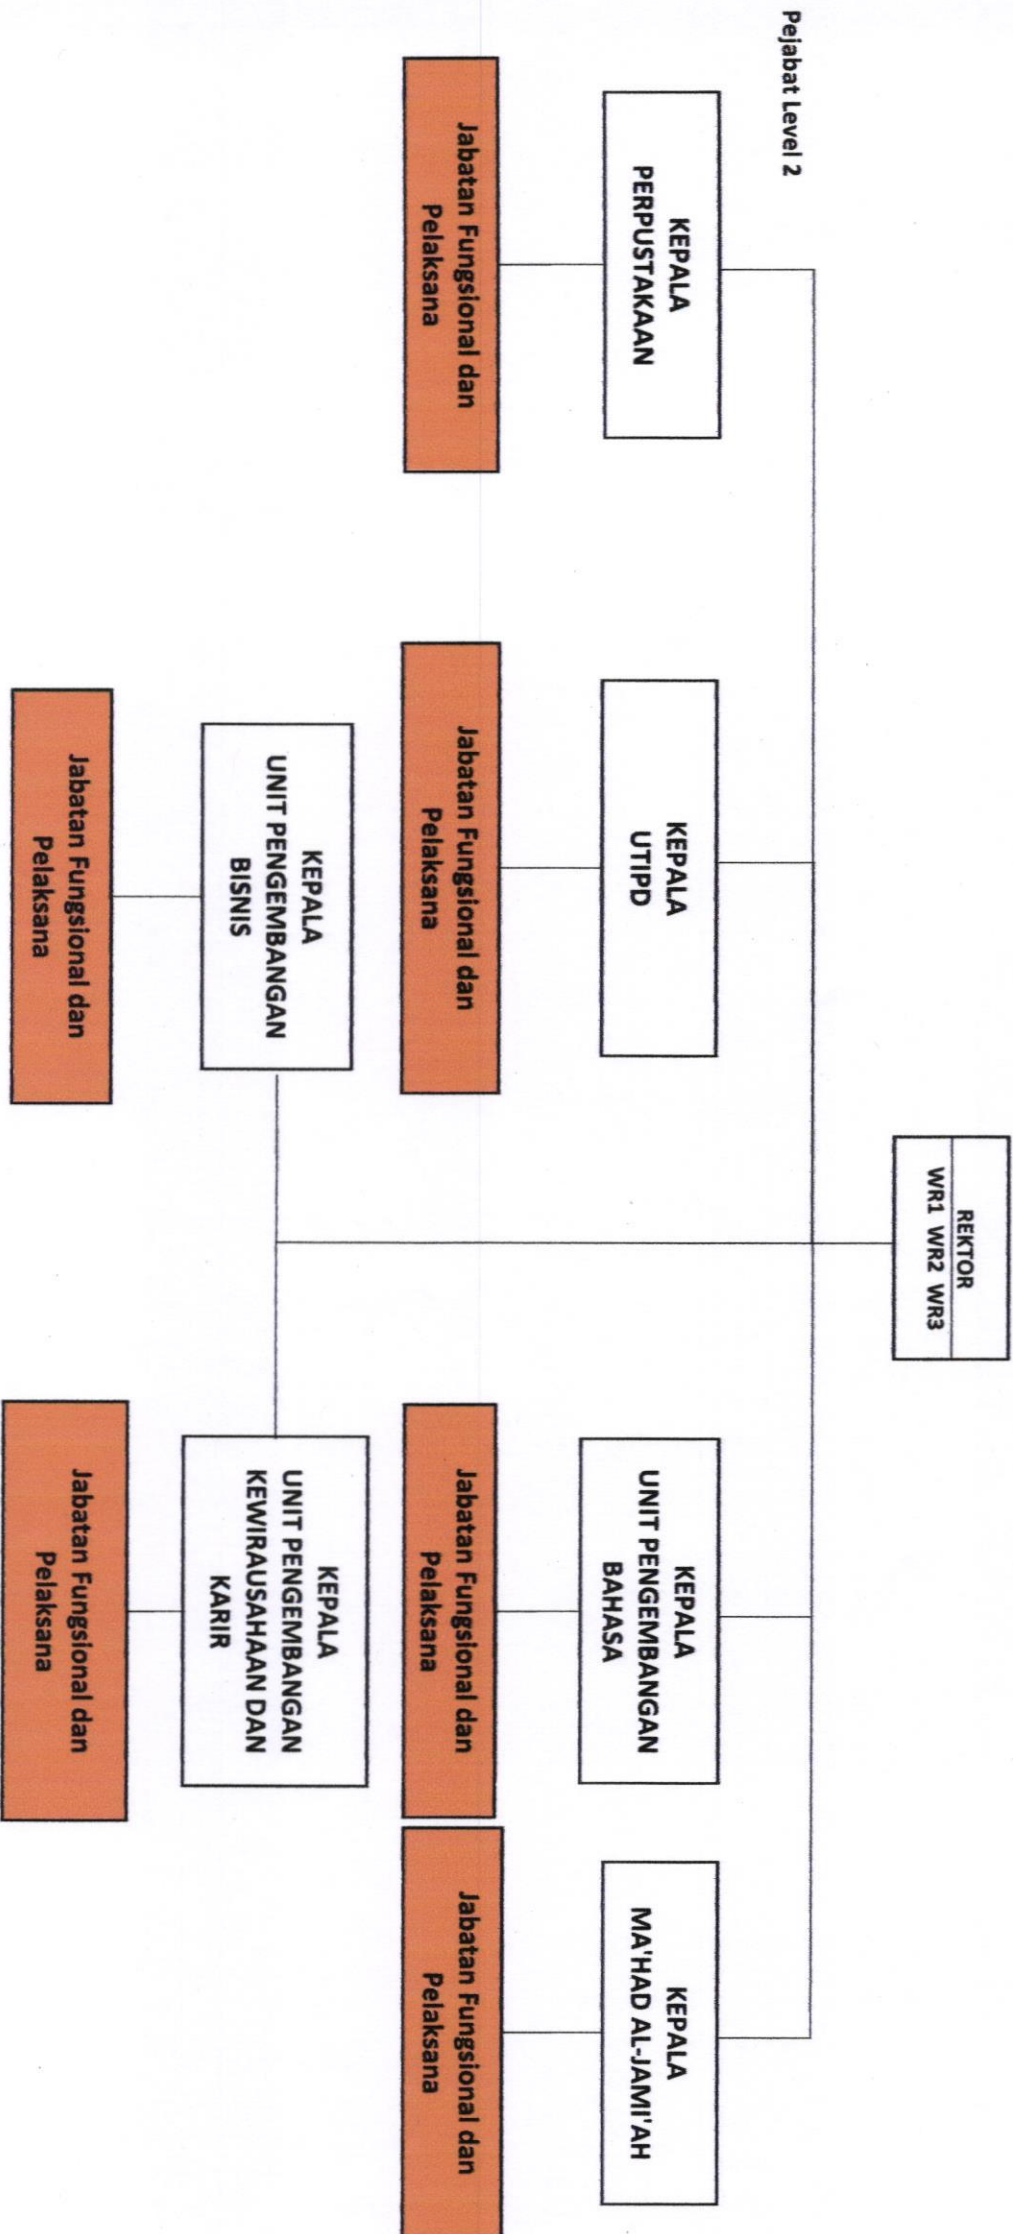 REKTOR
WR1 WR2 WR3
Pejabat Level 2
KEPALA
PERPUSTAKAAN
KEPALA
UTIPD
KEPALA
UNIT PENGEMBANGAN
BAHASA
KEPALA
MA'HAD AL-JAMI'AH
Jabatan Fungsional dan
Pelaksana
Jabatan Fungsional dan
Pelaksana
Jabatan Fungsional dan
Pelaksana
Jabatan Fungsional dan
Pelaksana
KEPALA
UNIT PENGEMBANGAN
BISNIS
KEPALA
UNIT PENGEMBANGAN
KEWIRAUSAHAAN DAN
KARIR
Jabatan Fungsional dan
Pelaksana
Jabatan Fungsional dan
Pelaksana